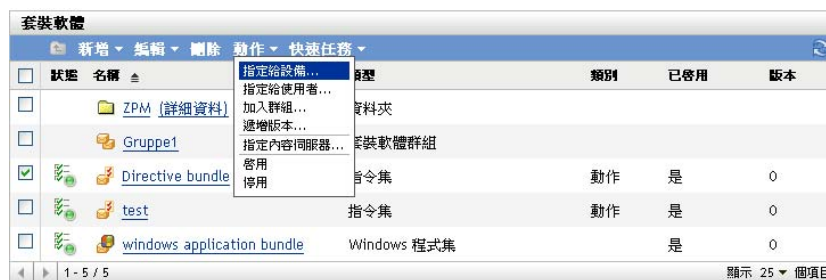 套裝軟體
新增 編輯 刪除 動作 快速任務
狀態 名稱 類型 類別 已啓用 版本
指定給設備...
指定給使用者...
加入群組...
遞增版本...
指定內容伺服器...
啓用
停用
ZPM (詳細資料) 資料夾
Gruppe1 套裝軟體群組
Directive bundle 指令集 動作 是 0
test 指令集 動作 是 0
windows application bundle Windows 程式集 是 0
1 - 5 / 5 顯示 25 個項目